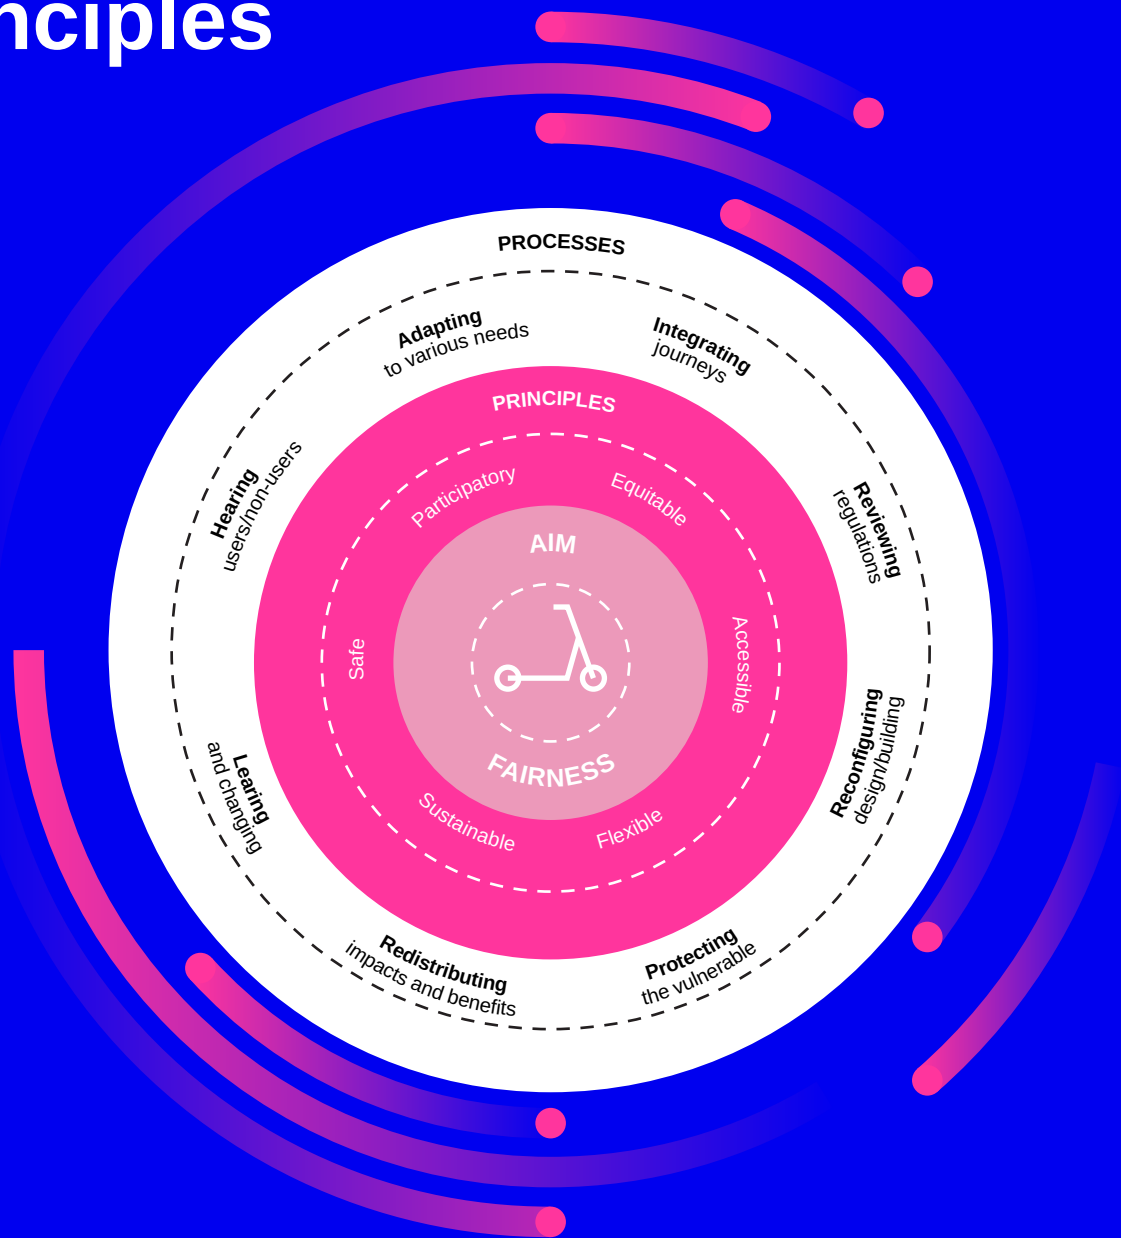 nciples
PROCESSES
Adapting
to various needs
Integrating
journeys
Reviewing
regulations
Reconfiguring
design/building
Protecting
the vulnerable
Redistributing
impacts and benefits
Learing
and changing
Hearing
users/non-users
PRINCIPLES
Participatory
Equitable
Accessible
Flexible
Sustainable
Safe
AIM
FAIRNESS